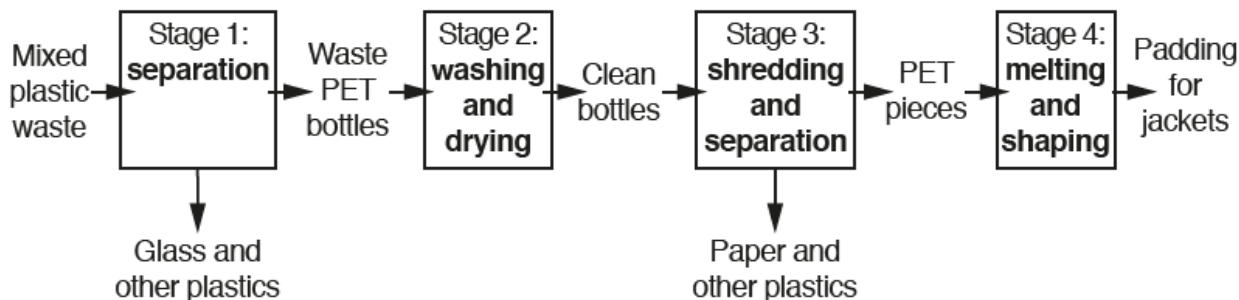 Mixed
plastic
waste
Stage 1:
separation
Glass and
other plastics
Waste
PET
bottles
Stage 2:
washing
and
drying
Clean
bottles
Stage 3:
shredding
and
separation
Paper and
other plastics
PET
pieces
Stage 4:
melting
and
shaping
Padding
for
jackets